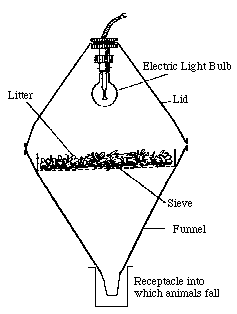 Electric Light Bulb
Litter
Lid
Sieve
Funnel
Receptacle into
which animals fall